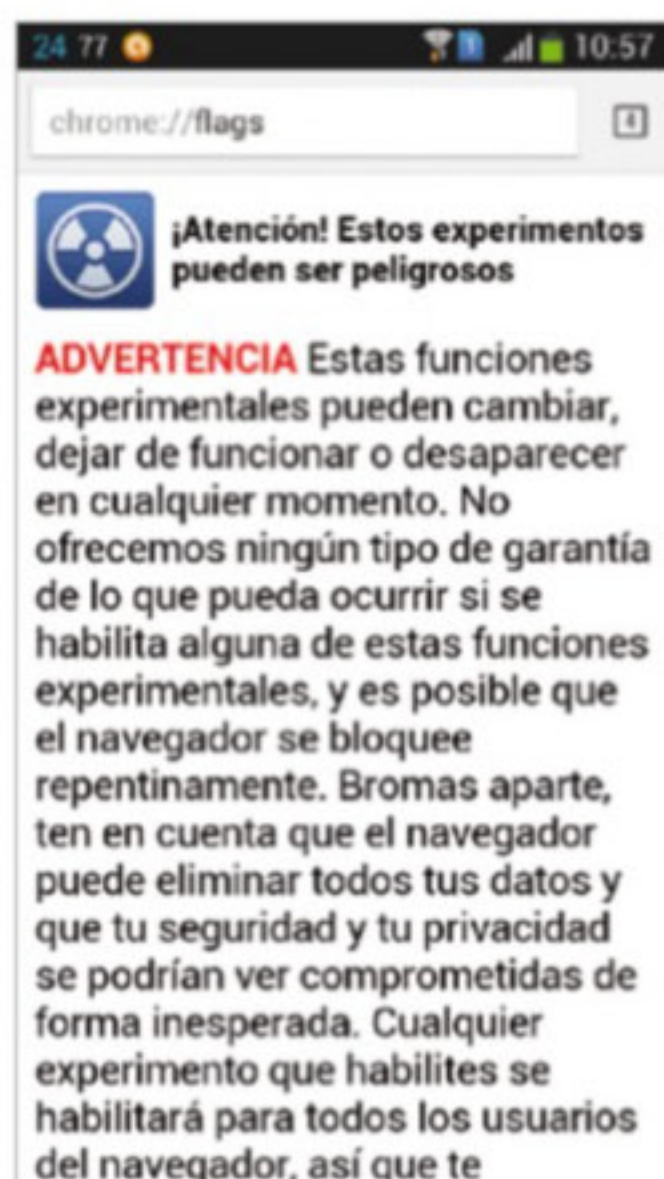 24 77 10:57
chrome://flags 4
¡Atención! Estos experimentos
pueden ser peligrosos
ADVERTENCIA Estas funciones
experimentales pueden cambiar,
dejar de funcionar o desaparecer
en cualquier momento. No
ofrecemos ningún tipo de garantía
de lo que pueda ocurrir si se
habilita alguna de estas funciones
experimentales, y es posible que
el navegador se bloquee
repentinamente. Bromas aparte,
ten en cuenta que el navegador
puede eliminar todos tus datos y
que tu seguridad y tu privacidad
se podrían ver comprometidas de
forma inesperada. Cualquier
experimento que habilites se
habilitará para todos los usuarios
del navegador, así que te